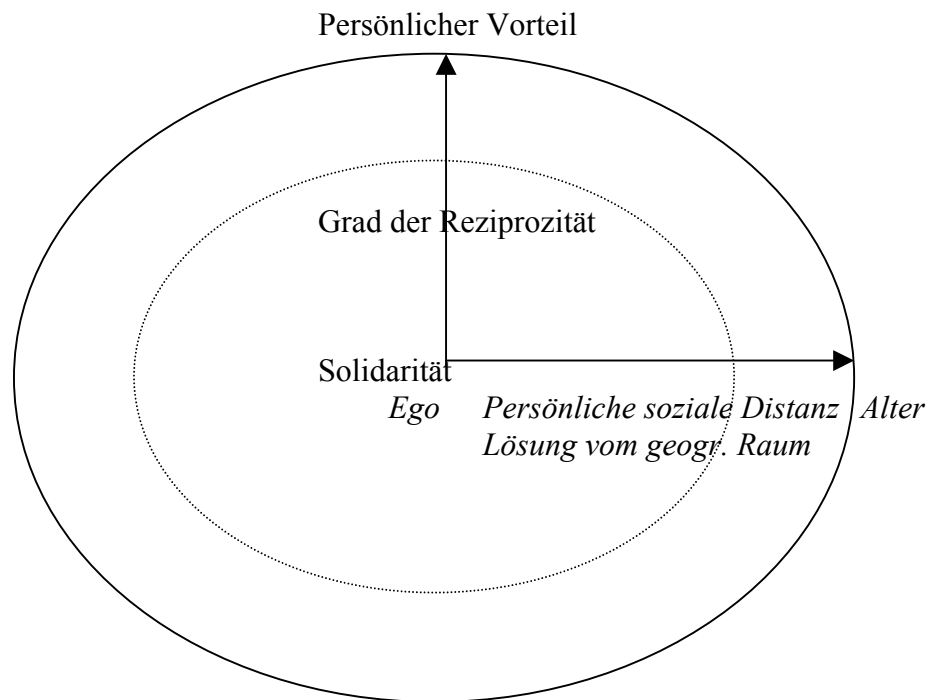 Persönlicher Vorteil
Grad der Reziprozität
Solidarität
Ego Persönliche soziale Distanz Alter
Lösung vom geogr. Raum